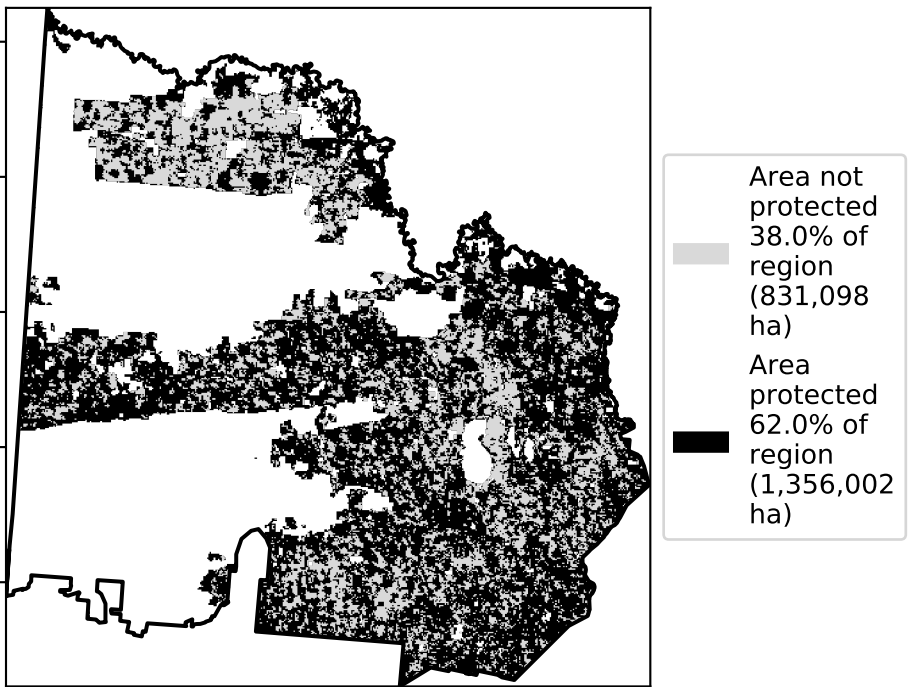 Area not
protected
38.0% of
region
(831,098
ha)
Area
protected
62.0% of
region
(1,356,002
ha)